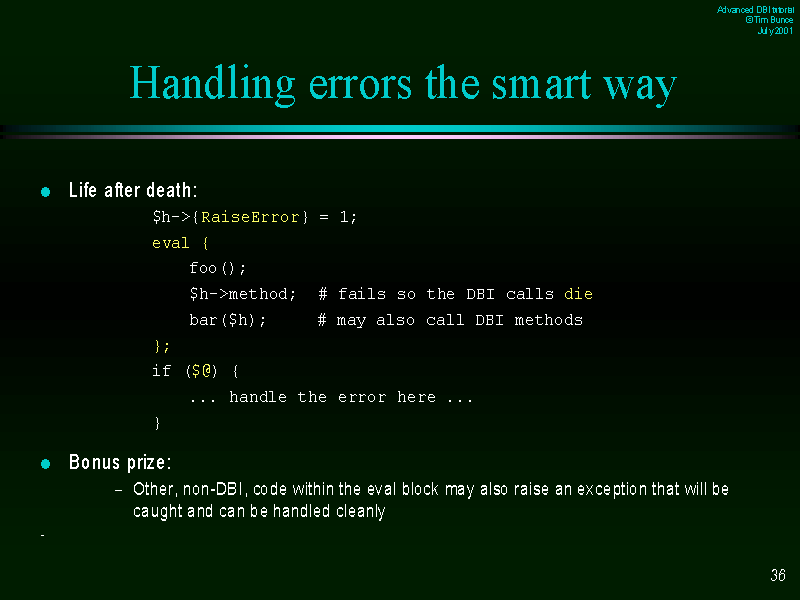 Advanced DBI tutorial
© Tim Bunce
July 2001
Handling errors the smart way
Life after death:
$h->{RaiseError} = 1;
eval {
foo();
$h->method;  # fails so the DBI calls die
bar($h);     # may also call DBI methods
};
if ($@) {
... handle the error here ...
}
Bonus prize:
– Other, non-DBI, code within the eval block may also raise an exception that will be
caught and can be handled cleanly
-
36